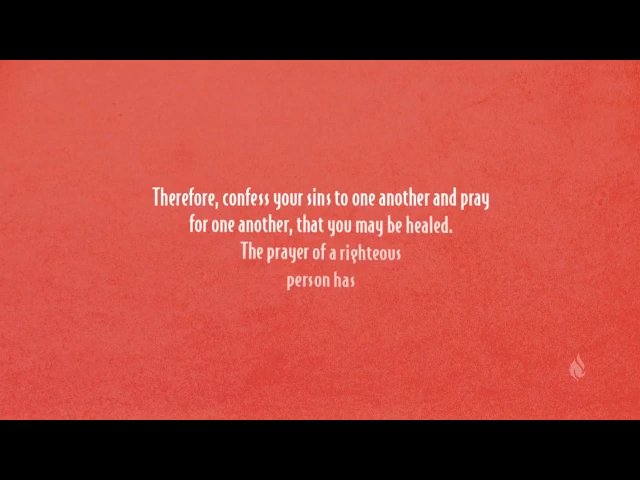 Therefore, confess your sins to one another and pray
for one another, that you may be healed.
The prayer of a righteous
person has